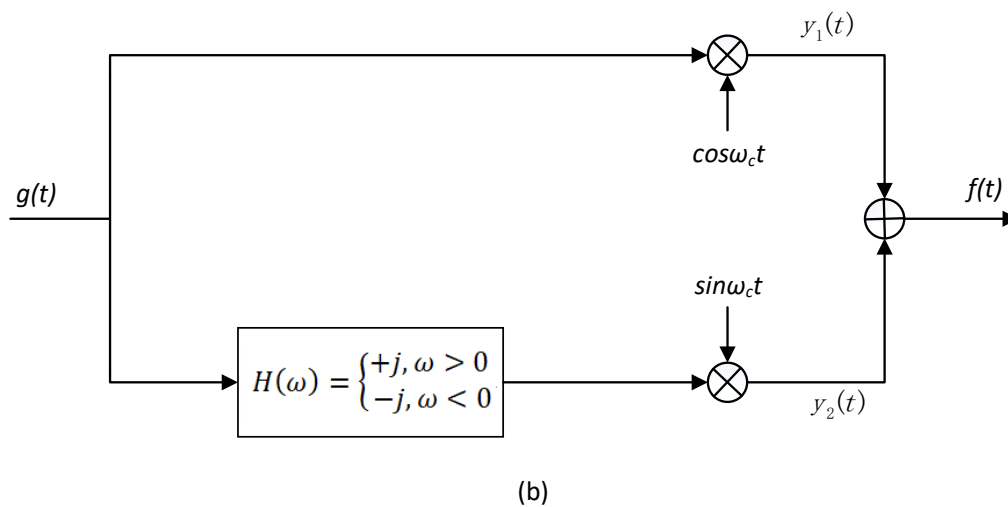 y₁(t)
cosω꜀t
g(t)
f(t)
sinω꜀t
H(ω) = {+j, ω > 0
−j, ω < 0
y₂(t)
(b)